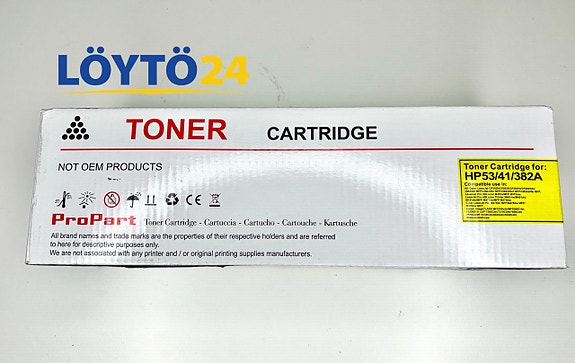 LÖYTÖ24
TONER CARTRIDGE
NOT OEM PRODUCTS
ProPart Toner Cartridge - Cartuccia - Cartucho - Cartouche - Kartusche
All brand names and trade marks are the properties of their respective holders and are referred
to here for descriptive purposes only.
We are not associated with any printer and / or original printing supplies manufacturers.
Toner Cartridge for:
HP53/41/382A
Compatible use in: